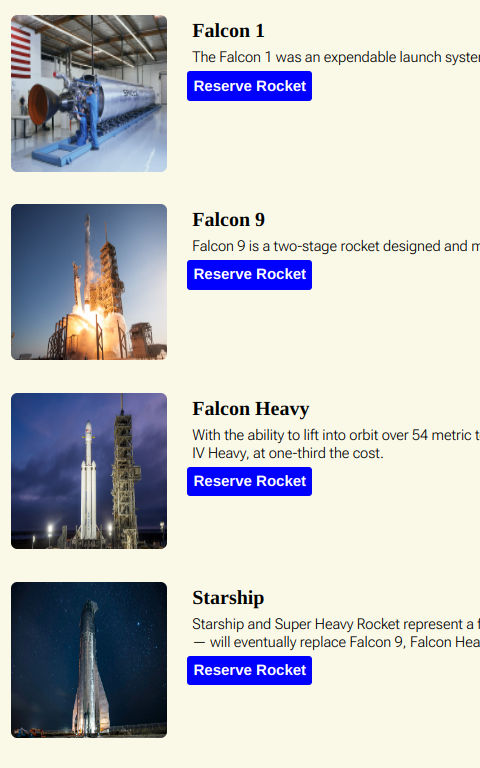 Falcon 1
The Falcon 1 was an expendable launch syste
Reserve Rocket
Falcon 9
Falcon 9 is a two-stage rocket designed and m
Reserve Rocket
Falcon Heavy
With the ability to lift into orbit over 54 metric t
IV Heavy, at one-third the cost.
Reserve Rocket
Starship
Starship and Super Heavy Rocket represent a f
— will eventually replace Falcon 9, Falcon Hea
Reserve Rocket